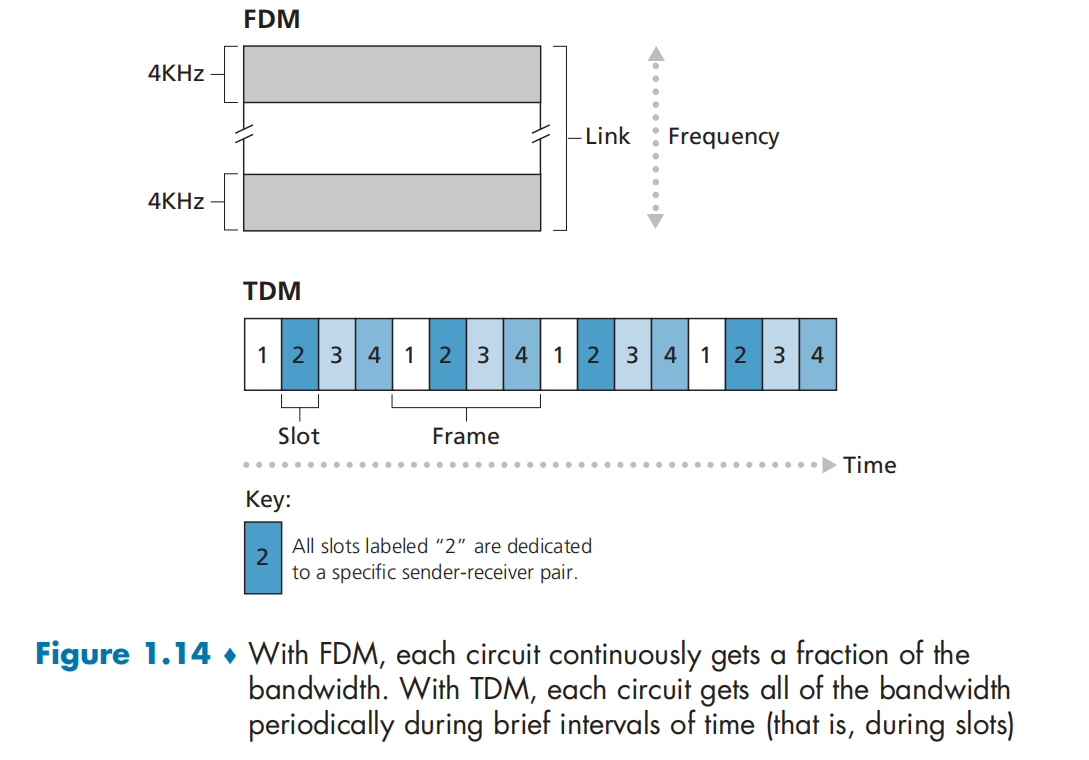 FDM
4KHz
Link
Frequency
4KHz
TDM
1 2 3 4 1 2 3 4 1 2 3 4 1 2 3 4
Slot
Frame
Time
Key:
2
All slots labeled “2” are dedicated
to a specific sender-receiver pair.
Figure 1.14 ♦ With FDM, each circuit continuously gets a fraction of the
bandwidth. With TDM, each circuit gets all of the bandwidth
periodically during brief intervals of time (that is, during slots)